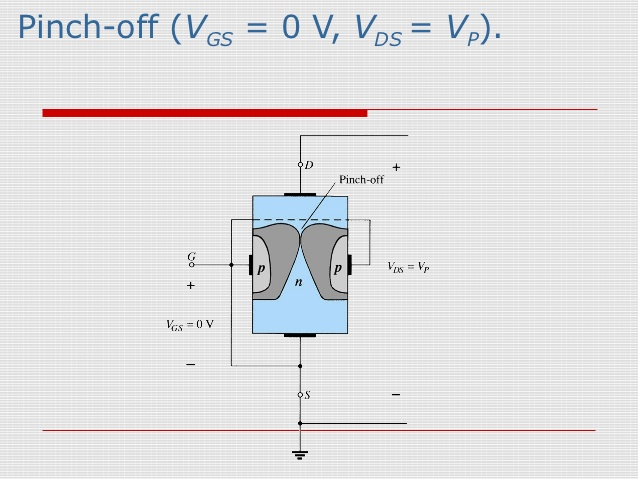 Pinch-off (VGS = 0 V, VDS = VP).
D
+
Pinch-off
G
p
p
n
VDS = VP
+
VGS = 0 V
–
S
–